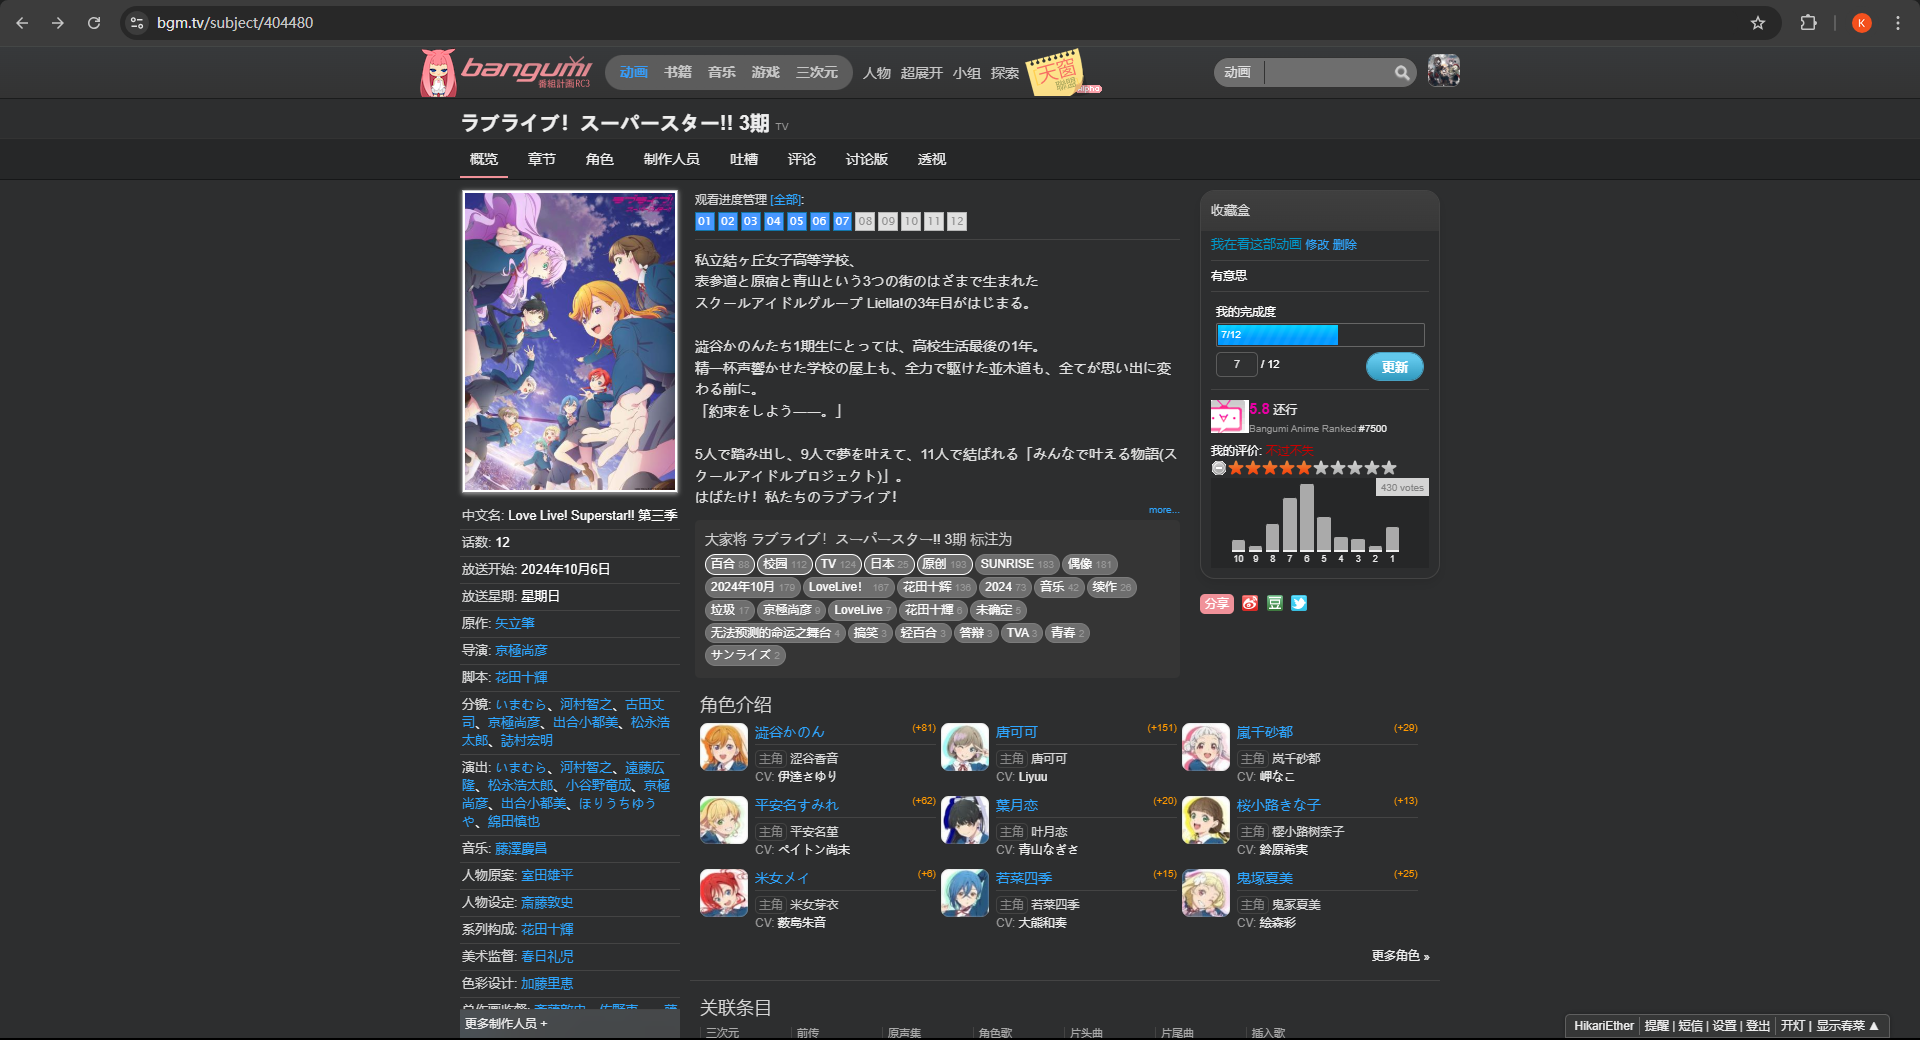 bgm.tv/subject/404480
K
bangumi
番組計画RC3
动画 书籍 音乐 游戏 三次元 人物 超展开 小组 探索
天窗
联盟
alpha
动画
ラブライブ！スーパースター!! 3期 TV
概览 章节 角色 制作人员 吐槽 评论 讨论版 透视
中文名: Love Live! Superstar!! 第三季
话数: 12
放送开始: 2024年10月6日
放送星期: 星期日
原作: 矢立肇
导演: 京極尚彦
脚本: 花田十輝
分镜: いまむら、河村智之、古田丈
司、京極尚彦、出合小都美、松永浩
太郎、誌村宏明
演出: いまむら、河村智之、遠藤広
隆、松永浩太郎、小谷野竜成、京極
尚彦、出合小都美、ほりうちゆう
や、綿田慎也
音乐: 藤澤慶昌
人物原案: 室田雄平
人物设定: 斎藤敦史
系列构成: 花田十輝
美术监督: 春日礼児
色彩设计: 加藤里恵
更多制作人员 +
观看进度管理 [全部]:
01 02 03 04 05 06 07 08 09 10 11 12
私立結ヶ丘女子高等学校、
表参道と原宿と青山という3つの街のはざまで生まれた
スクールアイドルグループ Liella!の3年目がはじまる。
澁谷かのんたち1期生にとっては、高校生活最後の1年。
精一杯声響かせた学校の屋上も、全力で駆けた並木道も、全てが思い出に変
わる前に。
「約束をしよう――。」
5人で踏み出し、9人で夢を叶えて、11人で結ばれる「みんなで叶える物語(ス
クールアイドルプロジェクト)」。
はばたけ！私たちのラブライブ！
more...
大家将 ラブライブ！スーパースター!! 3期 标注为
百合 88 校园 112 TV 124 日本 25 原创 193 SUNRISE 183 偶像 181
2024年10月 179 LoveLive! 167 花田十辉 136 2024 73 音乐 42 续作 26
垃圾 17 京極尚彦 9 LoveLive 7 花田十輝 6 未确定 5
无法预测的命运之舞台 4 搞笑 3 轻百合 3 答辩 3 TVA 3 青春 2
サンライズ 2
角色介绍
澁谷かのん (+81)
主角 涩谷香音
CV: 伊達さゆり
唐可可 (+151)
主角 唐可可
CV: Liyuu
嵐千砂都 (+29)
主角 岚千砂都
CV: 岬なこ
平安名すみれ (+62)
主角 平安名堇
CV: ペイトン尚未
葉月恋 (+20)
主角 叶月恋
CV: 青山なぎさ
桜小路きな子 (+13)
主角 樱小路树奈子
CV: 鈴原希実
米女メイ (+6)
主角 米女芽衣
CV: 薮島朱音
若菜四季 (+15)
主角 若菜四季
CV: 大熊和奏
鬼塚夏美 (+25)
主角 鬼冢夏美
CV: 絵森彩
更多角色 »
关联条目
三次元 前传 原声集 角色歌 片头曲 片尾曲 插入歌
收藏盒
我在看这部动画 修改 删除
有意思
我的完成度
7/12
7 / 12 更新
5.8 还行
Bangumi Anime Ranked:#7500
我的评价: 不过不失
430 votes
10 9 8 7 6 5 4 3 2 1
分享 豆
HikariEther 提醒 | 短信 | 设置 | 登出 开灯 | 显示春菜 ▲